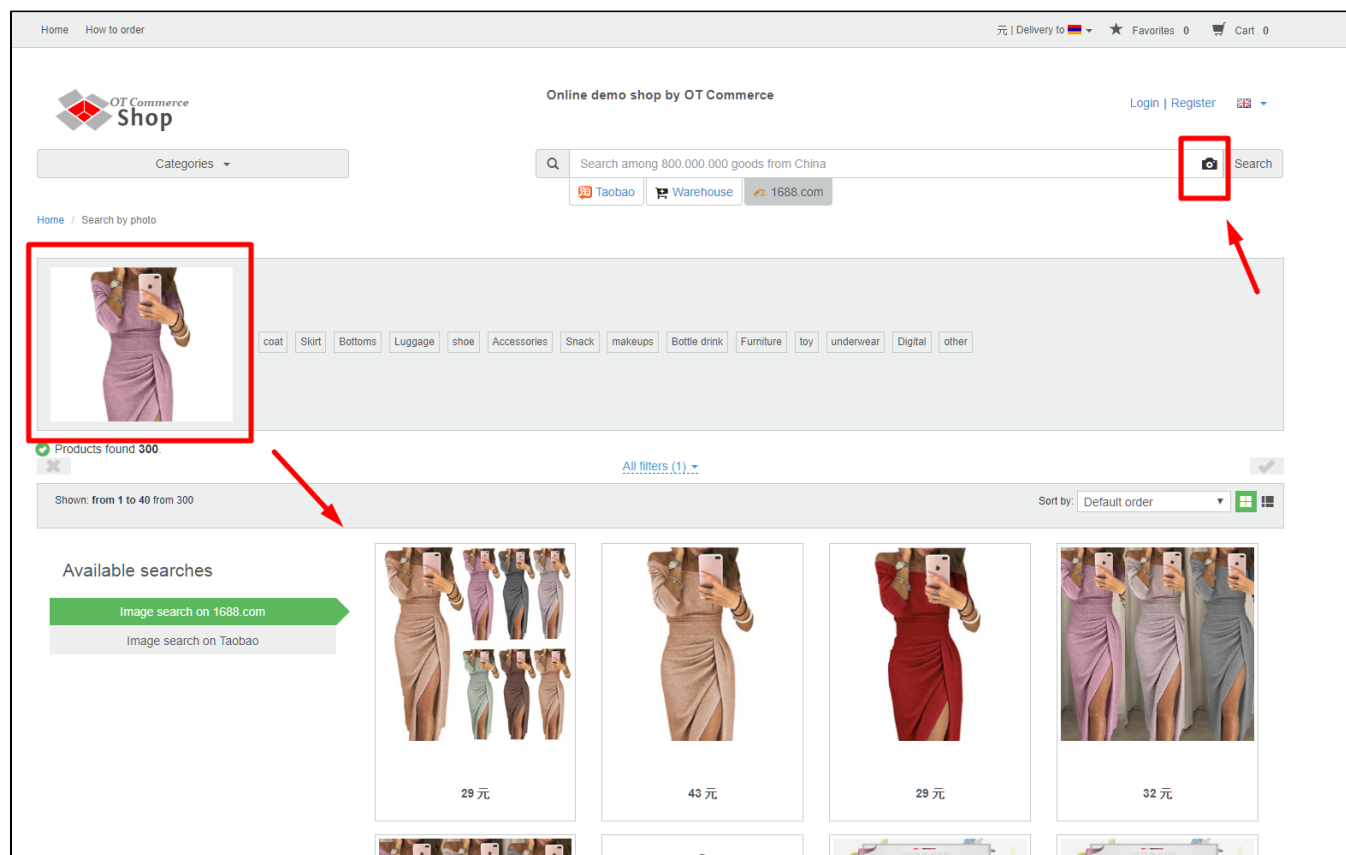 Home How to order 元 | Delivery to Favorites 0 Cart 0
OT Commerce
Shop
Online demo shop by OT Commerce
Login | Register
Categories
Search among 800.000.000 goods from China
Search
淘 Taobao Warehouse 1688.com
Home / Search by photo
coat Skirt Bottoms Luggage shoe Accessories Snack makeups Bottle drink Furniture toy underwear Digital other
Products found 300.
All filters (1)
Shown: from 1 to 40 from 300
Sort by: Default order
Available searches
Image search on 1688.com
Image search on Taobao
29 元
43 元
29 元
32 元